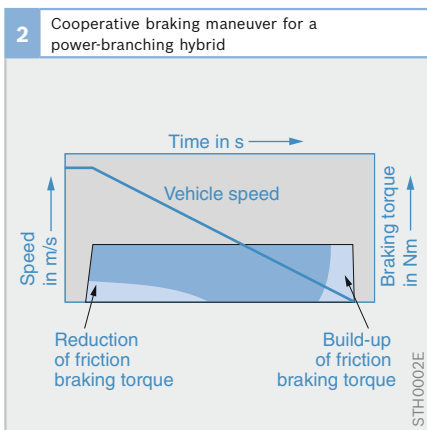 2
Cooperative braking maneuver for a
power-branching hybrid
Time in s
Vehicle speed
Speed
in m/s
Braking torque
in Nm
Reduction
of friction
braking torque
Build-up
of friction
braking torque
STH0002E